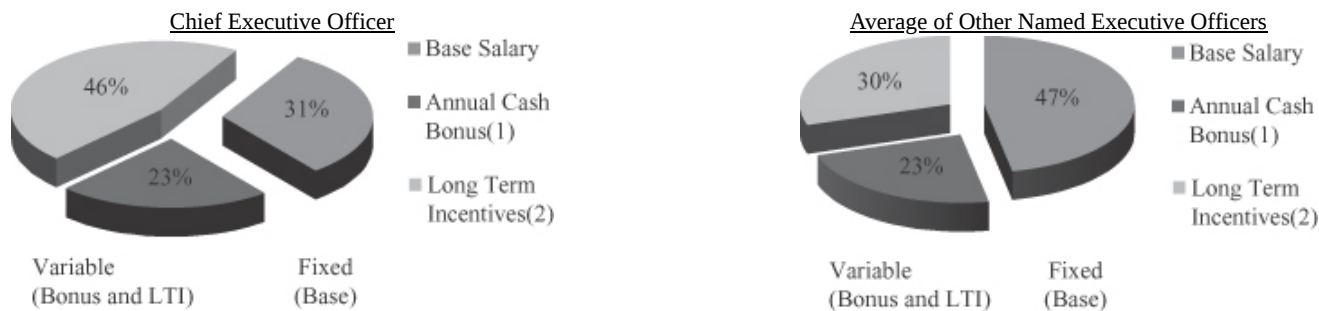 Chief Executive Officer
46%
31%
23%
Base Salary
Annual Cash
Bonus(1)
Long Term
Incentives(2)
Variable
(Bonus and LTI)
Fixed
(Base)
Average of Other Named Executive Officers
30%
47%
23%
Base Salary
Annual Cash
Bonus(1)
Long Term
Incentives(2)
Variable
(Bonus and LTI)
Fixed
(Base)